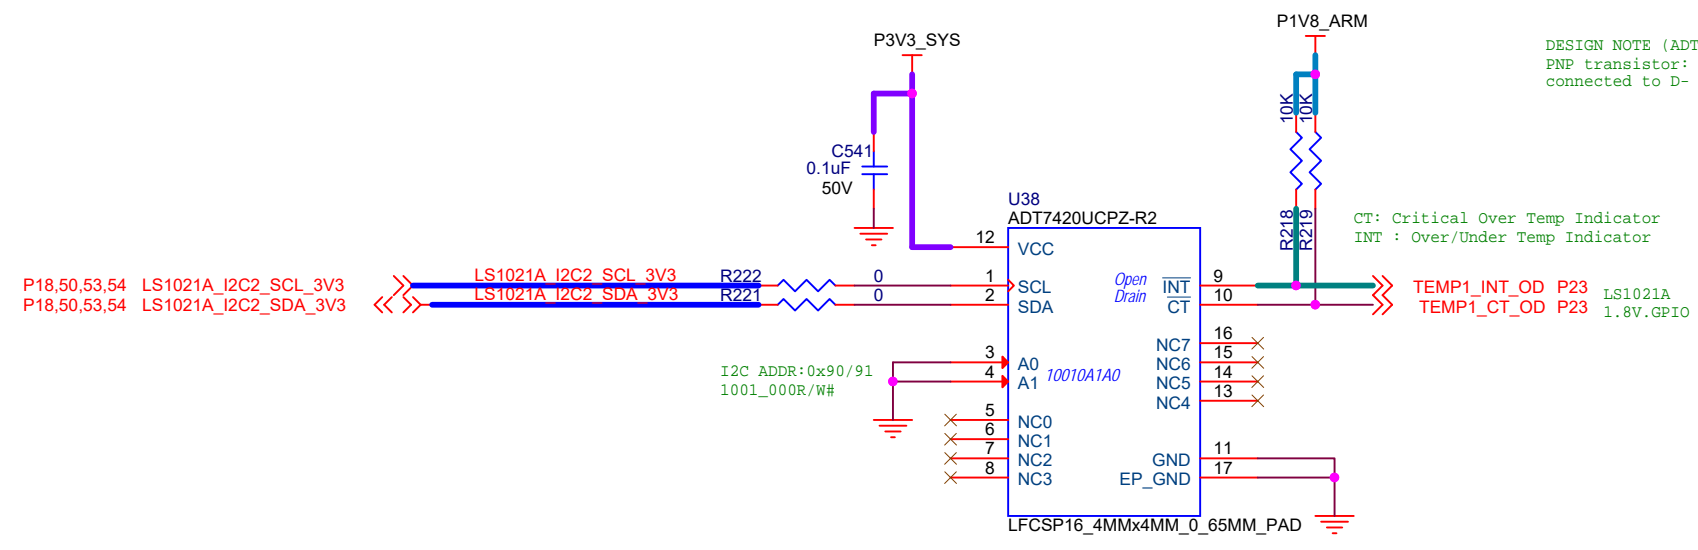 P1V8_ARM
P3V3_SYS
DESIGN NOTE (ADT
PNP transistor:
connected to D-
10K
10K
C541
0.1uF
50V
U38
ADT7420UCPZ-R2
R218
R219
CT: Critical Over Temp Indicator
INT : Over/Under Temp Indicator
12
VCC
P18,50,53,54 LS1021A_I2C2_SCL_3V3
LS1021A_I2C2_SCL_3V3
R222
0
1
SCL
Open
Drain
INT
9
TEMP1_INT_OD P23
P18,50,53,54 LS1021A_I2C2_SDA_3V3
LS1021A_I2C2_SDA_3V3
R221
0
2
SDA
CT
10
TEMP1_CT_OD P23
LS1021A
1.8V.GPIO
NC7
16
NC6
15
NC5
14
NC4
13
I2C ADDR:0x90/91
1001_000R/W#
3
A0
4
A1
10010A1A0
5
NC0
6
NC1
7
NC2
8
NC3
GND
11
EP_GND
17
LFCSP16_4MMx4MM_0_65MM_PAD